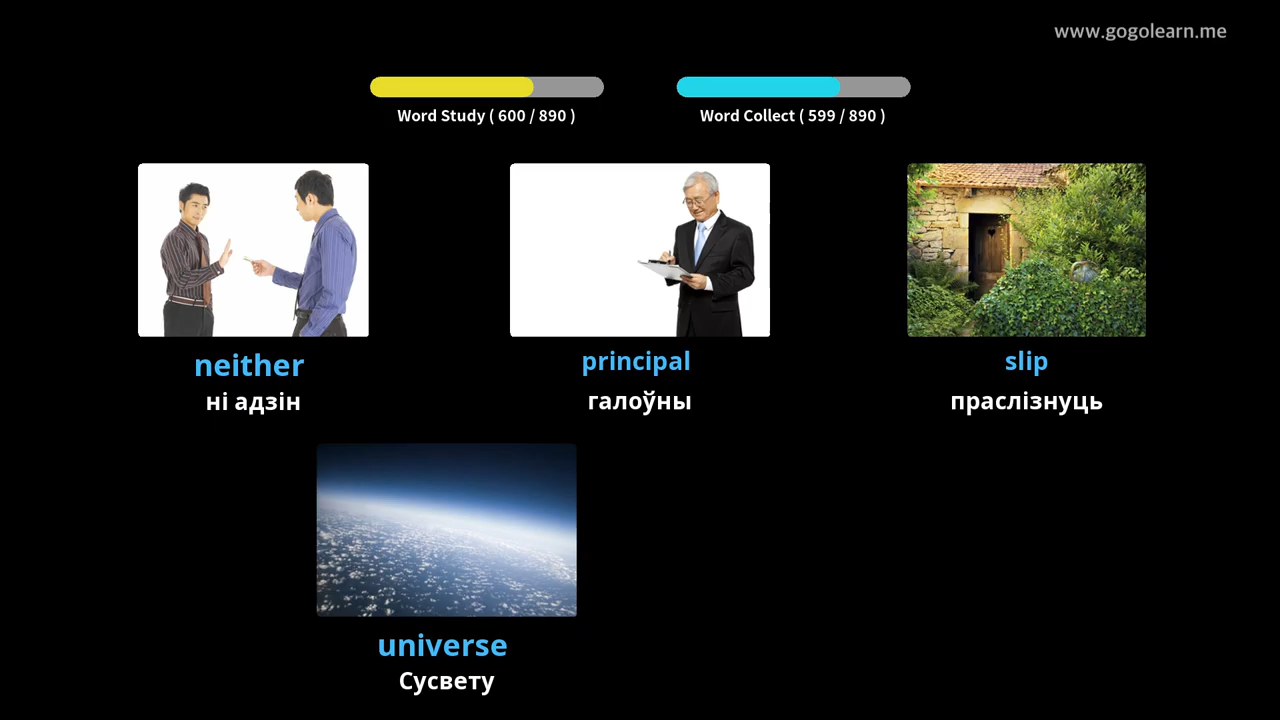 www.gogolearn.me
Word Study ( 600 / 890 )
Word Collect ( 599 / 890 )
neither
ні адзін
principal
галоўны
slip
праслізнуць
universe
Сусвету